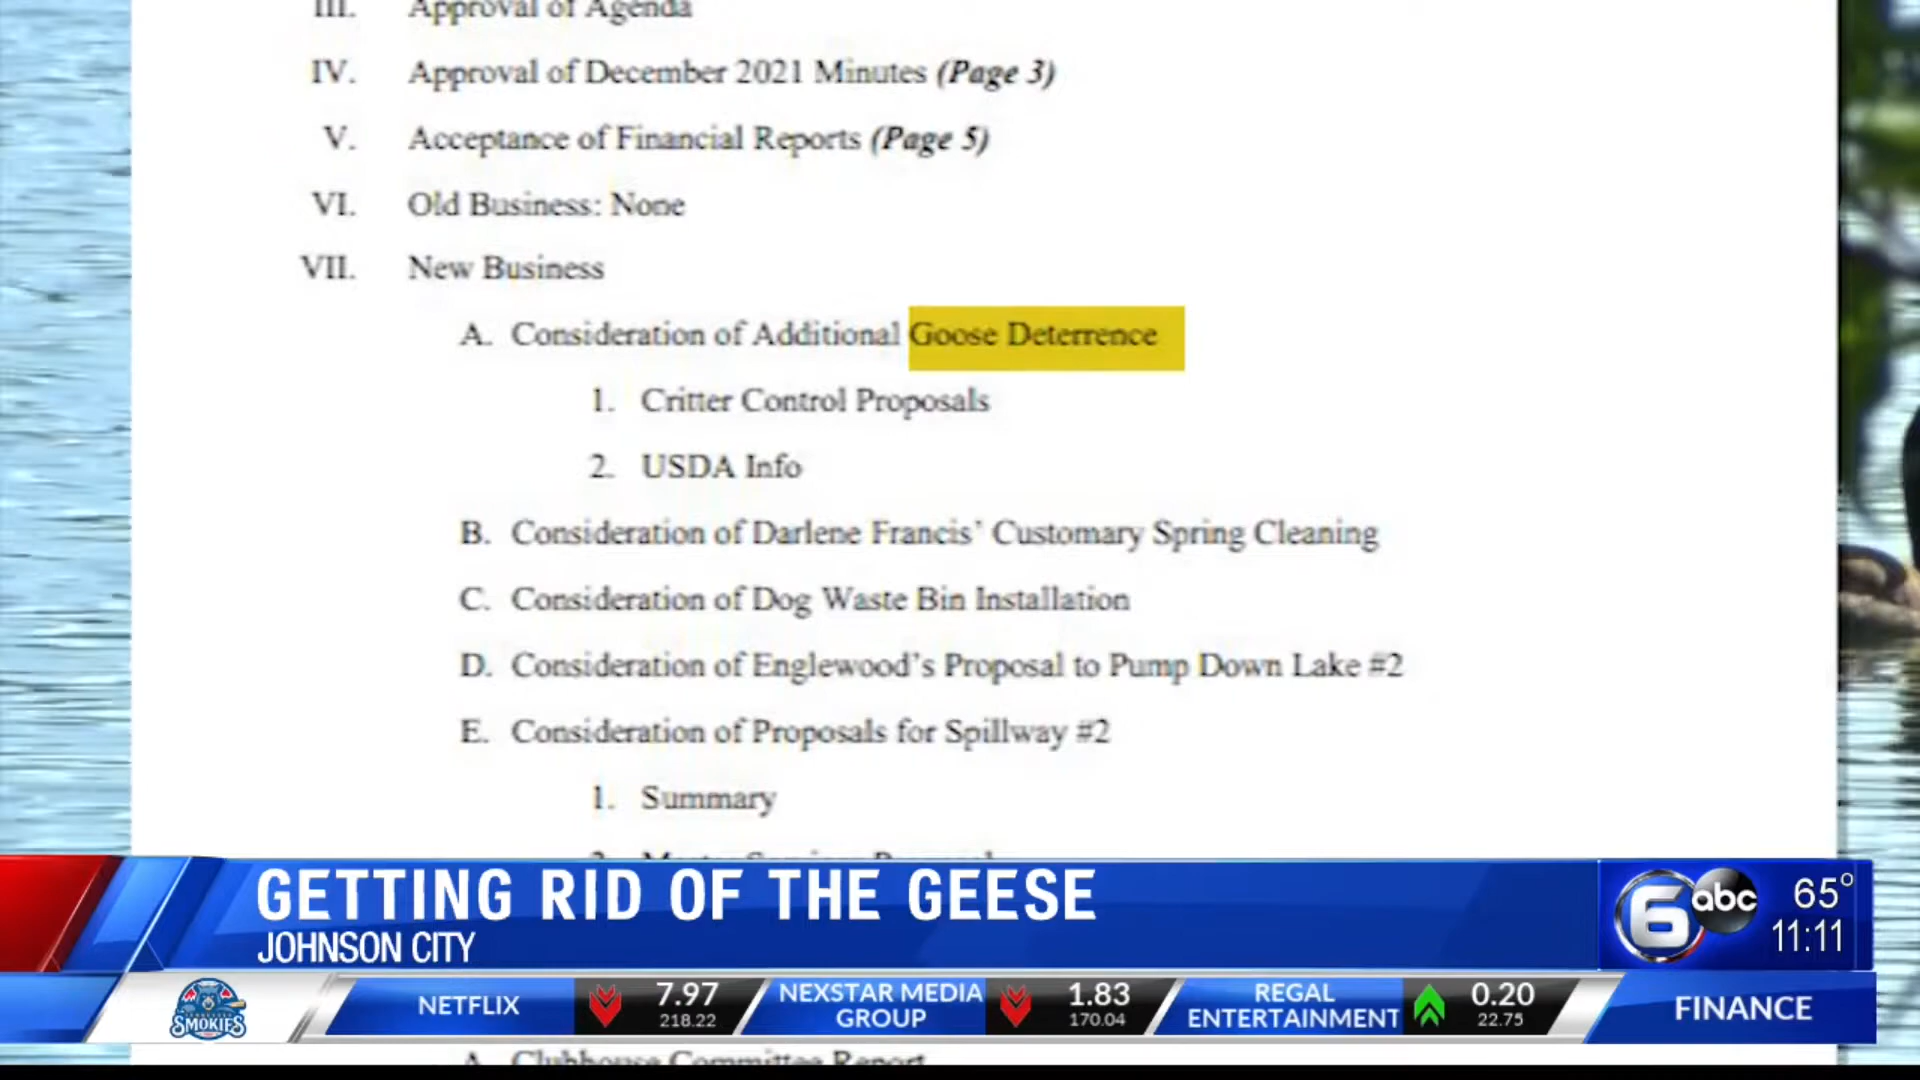 III. Approval of Agenda
IV. Approval of December 2021 Minutes (Page 3)
V. Acceptance of Financial Reports (Page 5)
VI. Old Business: None
VII. New Business
A. Consideration of Additional Goose Deterrence
1. Critter Control Proposals
2. USDA Info
B. Consideration of Darlene Francis’ Customary Spring Cleaning
C. Consideration of Dog Waste Bin Installation
D. Consideration of Englewood’s Proposal to Pump Down Lake #2
E. Consideration of Proposals for Spillway #2
1. Summary
GETTING RID OF THE GEESE
JOHNSON CITY
6 abc 65°
11:11
SMOKIES
NETFLIX 7.97
218.22
NEXSTAR MEDIA GROUP 1.83
170.04
REGAL ENTERTAINMENT 0.20
22.75
FINANCE
A. Clubhouse Committee Report